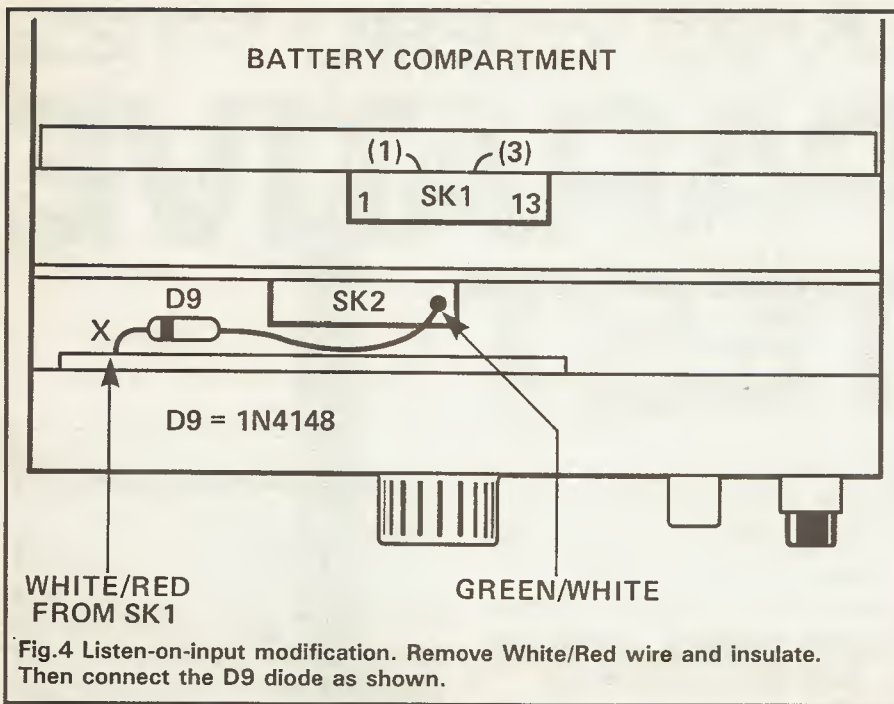 BATTERY COMPARTMENT
(1) (3)
1 SK1 13
D9
SK2
X
D9 = 1N4148
WHITE/RED
FROM SK1
GREEN/WHITE
Fig.4 Listen-on-input modification. Remove White/Red wire and insulate.
Then connect the D9 diode as shown.